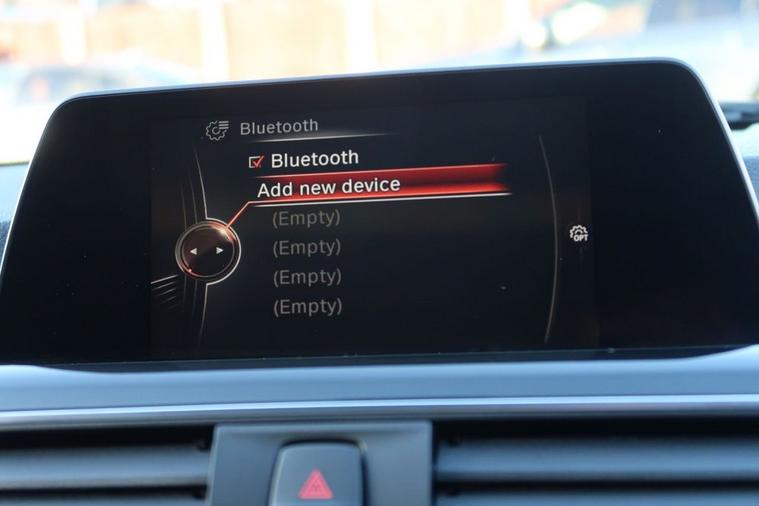 Bluetooth
Bluetooth
Add new device
(Empty)
(Empty)
(Empty)
(Empty)
OPT